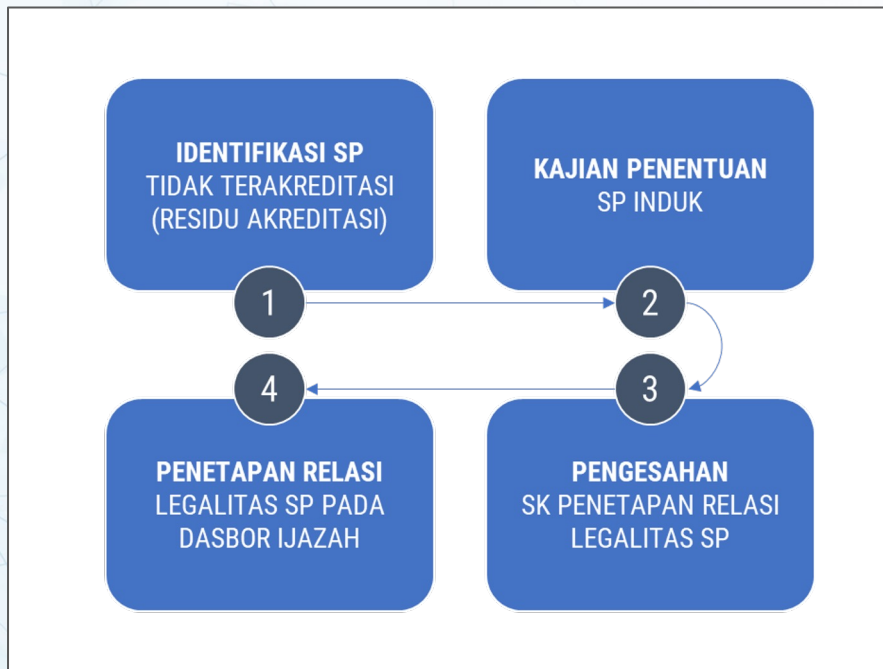 IDENTIFIKASI SP
TIDAK TERAKREDITASI
(RESIDU AKREDITASI)
1
KAJIAN PENENTUAN
SP INDUK
2
3
PENGESAHAN
SK PENETAPAN RELASI
LEGALITAS SP
4
PENETAPAN RELASI
LEGALITAS SP PADA
DASBOR IJAZAH